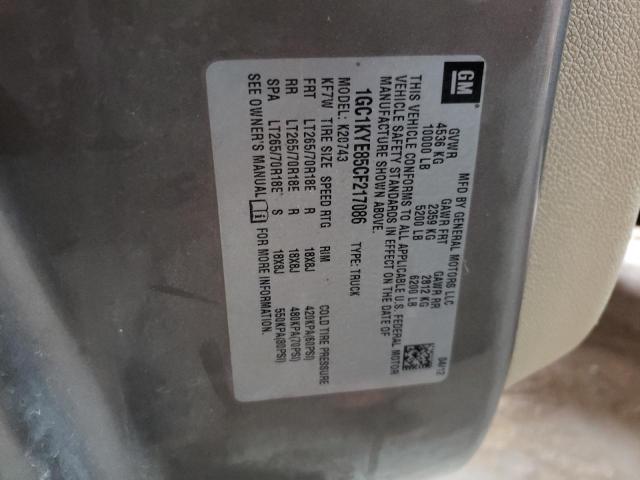 GM
MFD BY GENERAL MOTORS LLC 04/12
GVWR GAWR FRT GAWR RR
4536 KG 2359 KG 2812 KG
10000 LB 5200 LB 6200 LB
THIS VEHICLE CONFORMS TO ALL APPLICABLE U.S. FEDERAL MOTOR
VEHICLE SAFETY STANDARDS IN EFFECT ON THE DATE OF
MANUFACTURE SHOWN ABOVE.
1GC1KYE85CF217086 TYPE: TRUCK
MODEL: K20743
KF7W TIRE SIZE SPEED RTG RIM COLD TIRE PRESSURE
FRT LT265/70R18E R 18X8J 420KPA(60PSI)
RR LT265/70R18E R 18X8J 480KPA(70PSI)
SPA LT265/70R18E S 18X8J 550KPA(80PSI)
SEE OWNER'S MANUAL FOR MORE INFORMATION.